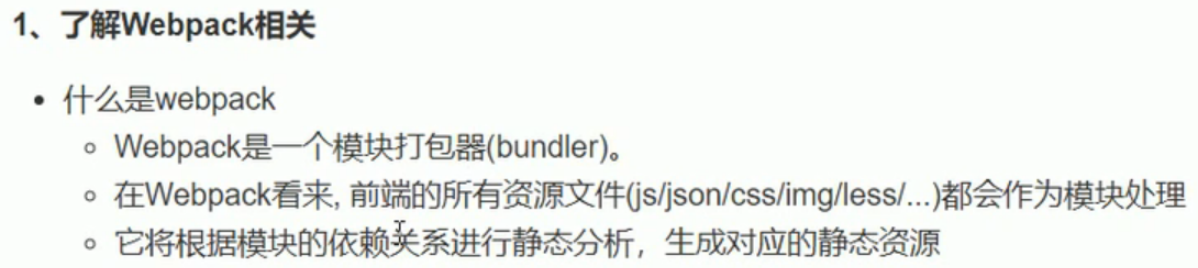 1、了解Webpack相关
什么是webpack
Webpack是一个模块打包器(bundler)。
在Webpack看来, 前端的所有资源文件(js/json/css/img/less/...)都会作为模块处理
它将根据模块的依赖关系进行静态分析，生成对应的静态资源